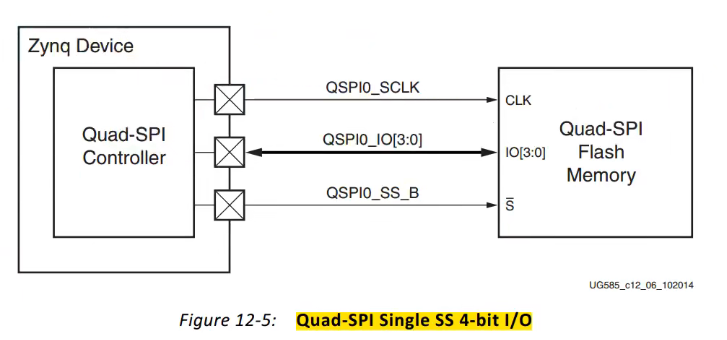 Zynq Device
Quad-SPI
Controller
QSPI0_SCLK
QSPI0_IO[3:0]
QSPI0_SS_B
CLK
IO[3:0]
S̅
Quad-SPI
Flash
Memory
UG585_c12_06_102014
Figure 12-5: Quad-SPI Single SS 4-bit I/O